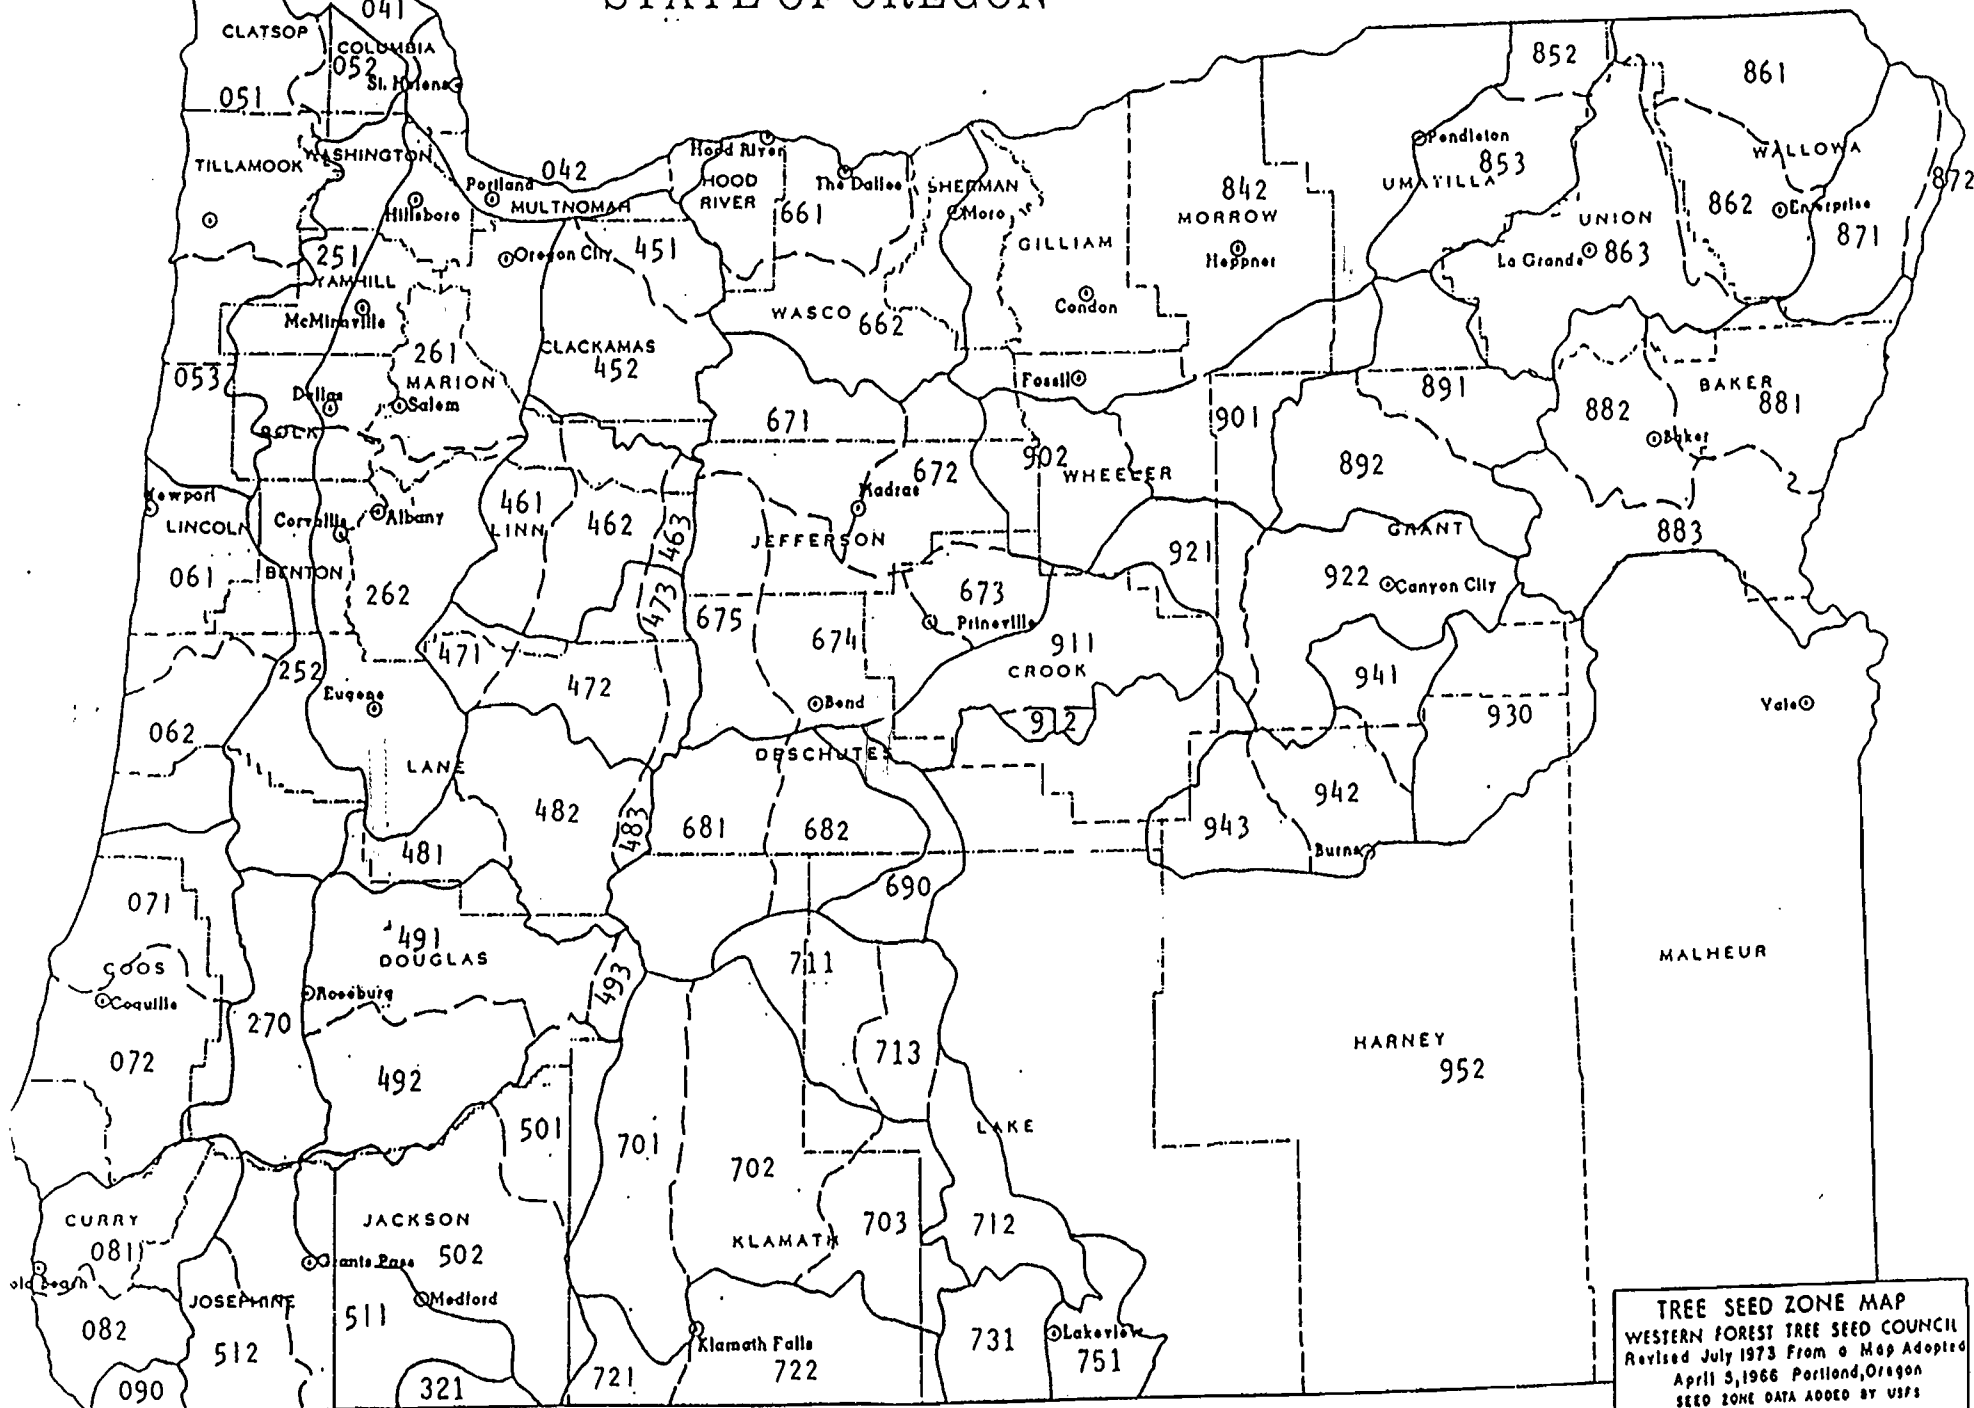 STATE OF OREGON
041
CLATSOP
COLUMBIA
052
St. Helens
051
852
861
TILLAMOOK
WASHINGTON
Portland
042
Hillsboro
MULTNOMAH
Hood River
HOOD
RIVER
The Dalles
661
SHERMAN
Moro
GILLIAM
842
MORROW
Heppner
Pendleton
853
UMATILLA
UNION
La Grande
863
WALLOWA
862
Enterprise
871
872
251
YAMHILL
McMinnville
Oregon City
451
WASCO
662
Condon
053
261
MARION
Salem
Dallas
POLK
CLACKAMAS
452
671
Fossil
901
891
882
BAKER
881
Baker
902
WHEELER
892
672
Madras
Newport
LINCOLN
Corvallis
Albany
461
LINN
462
463
JEFFERSON
921
GRANT
883
061
BENTON
262
473
675
674
673
Prineville
911
CROOK
922
Canyon City
252
Eugene
471
472
Bend
912
941
930
Vale
062
LANE
DESCHUTES
481
482
483
681
682
690
943
942
Burns
071
COOS
Coquille
072
270
491
DOUGLAS
Roseburg
493
492
711
713
MALHEUR
HARNEY
952
501
701
702
LAKE
CURRY
081
JACKSON
502
KLAMATH
703
712
Gold Beach
Grants Pass
JOSEPHINE
511
Medford
082
512
090
321
721
Klamath Falls
722
731
Lakeview
751
TREE SEED ZONE MAP
WESTERN FOREST TREE SEED COUNCIL
Revised July 1973 From a Map Adopted
April 5, 1966 Portland, Oregon
SEED ZONE DATA ADDED BY USFS